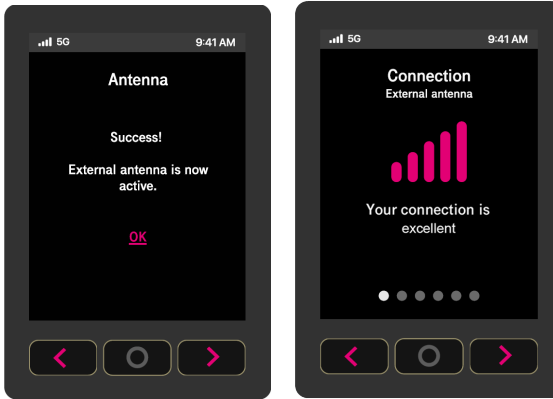 5G 9:41 AM
Antenna
Success!
External antenna is now
active.
OK
5G 9:41 AM
Connection
External antenna
Your connection is
excellent